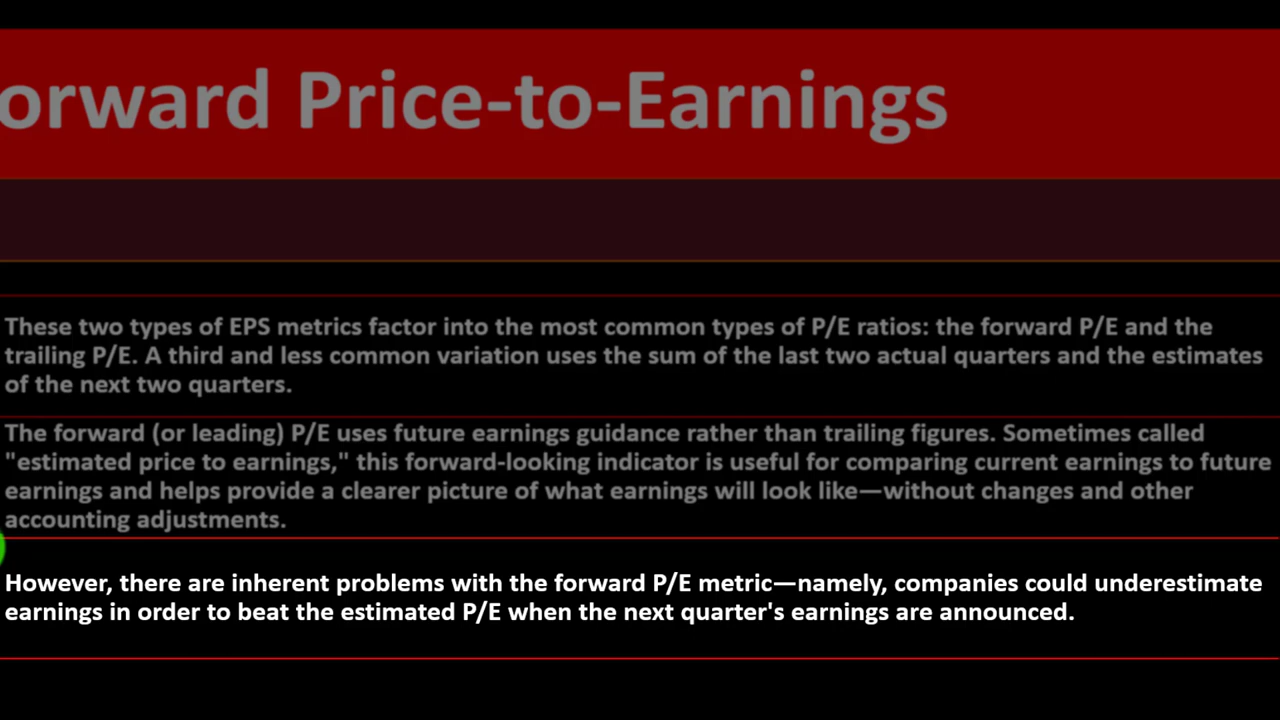 orward Price-to-Earnings
These two types of EPS metrics factor into the most common types of P/E ratios: the forward P/E and the
trailing P/E. A third and less common variation uses the sum of the last two actual quarters and the estimates
of the next two quarters.
The forward (or leading) P/E uses future earnings guidance rather than trailing figures. Sometimes called
"estimated price to earnings," this forward-looking indicator is useful for comparing current earnings to future
earnings and helps provide a clearer picture of what earnings will look like—without changes and other
accounting adjustments.
However, there are inherent problems with the forward P/E metric—namely, companies could underestimate
earnings in order to beat the estimated P/E when the next quarter's earnings are announced.